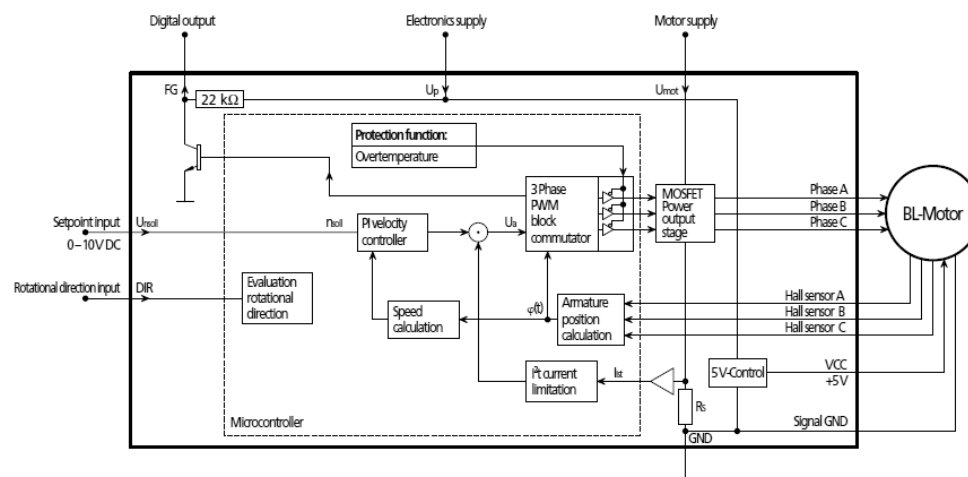 Digital output
Electronics supply
Motor supply
FG
22 kΩ
Up
Umot
Protection function:
Overtemperature
3 Phase
PWM
block
commutator
MOSFET
Power
output
stage
Phase A
Phase B
Phase C
BL-Motor
Setpoint input
0–10V DC
Unsoll
nsoll
PI velocity
controller
Ua
Rotational direction input
DIR
Evaluation
rotational
direction
Speed
calculation
φ(t)
Armature
position
calculation
Hall sensor A
Hall sensor B
Hall sensor C
I²t current
limitation
Iist
5 V-Control
VCC
+5 V
RS
Signal GND
GND
Microcontroller